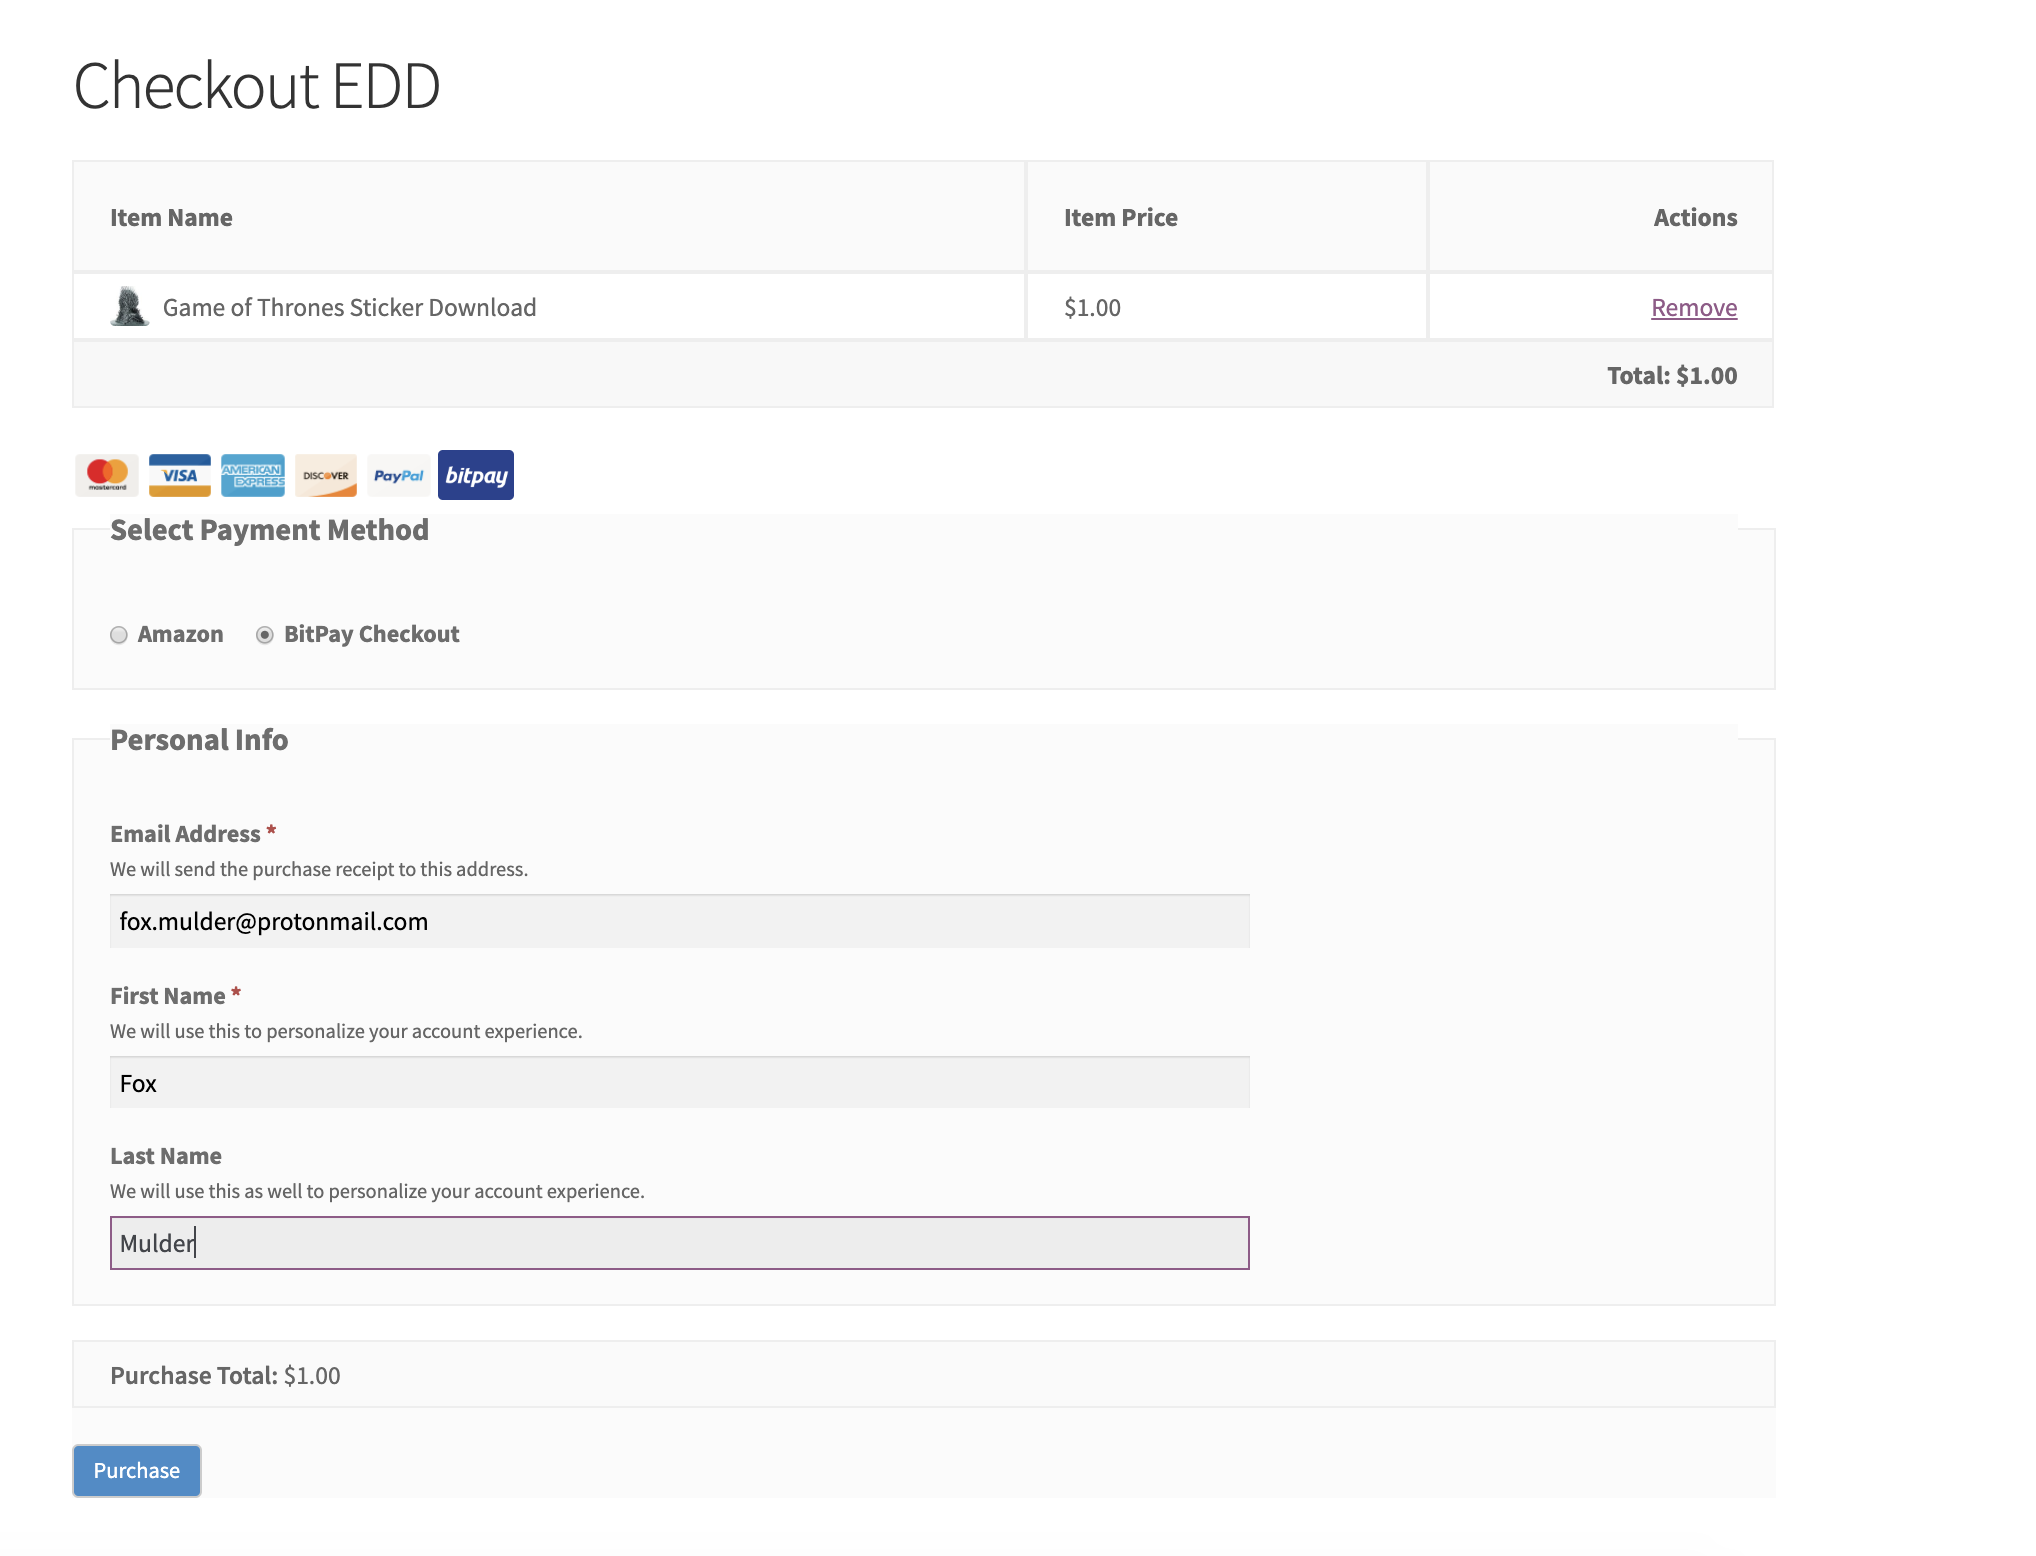 Checkout EDD
Item Name Item Price Actions
Game of Thrones Sticker Download $1.00 Remove
Total: $1.00
mastercard VISA AMERICAN EXPRESS DISCOVER PayPal bitpay
Select Payment Method
Amazon BitPay Checkout
Personal Info
Email Address *
We will send the purchase receipt to this address.
fox.mulder@protonmail.com
First Name *
We will use this to personalize your account experience.
Fox
Last Name
We will use this as well to personalize your account experience.
Mulder
Purchase Total: $1.00
Purchase